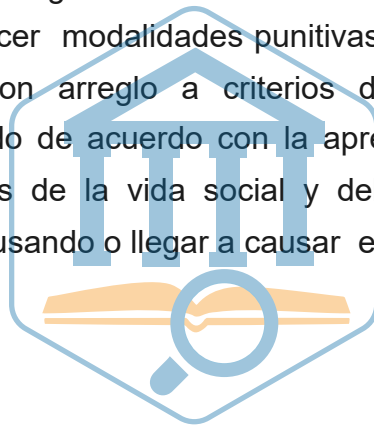 cer modalidades punitivas
on arreglo a criterios d
lo de acuerdo con la apre
s de la vida social y de
usando o llegar a causar e